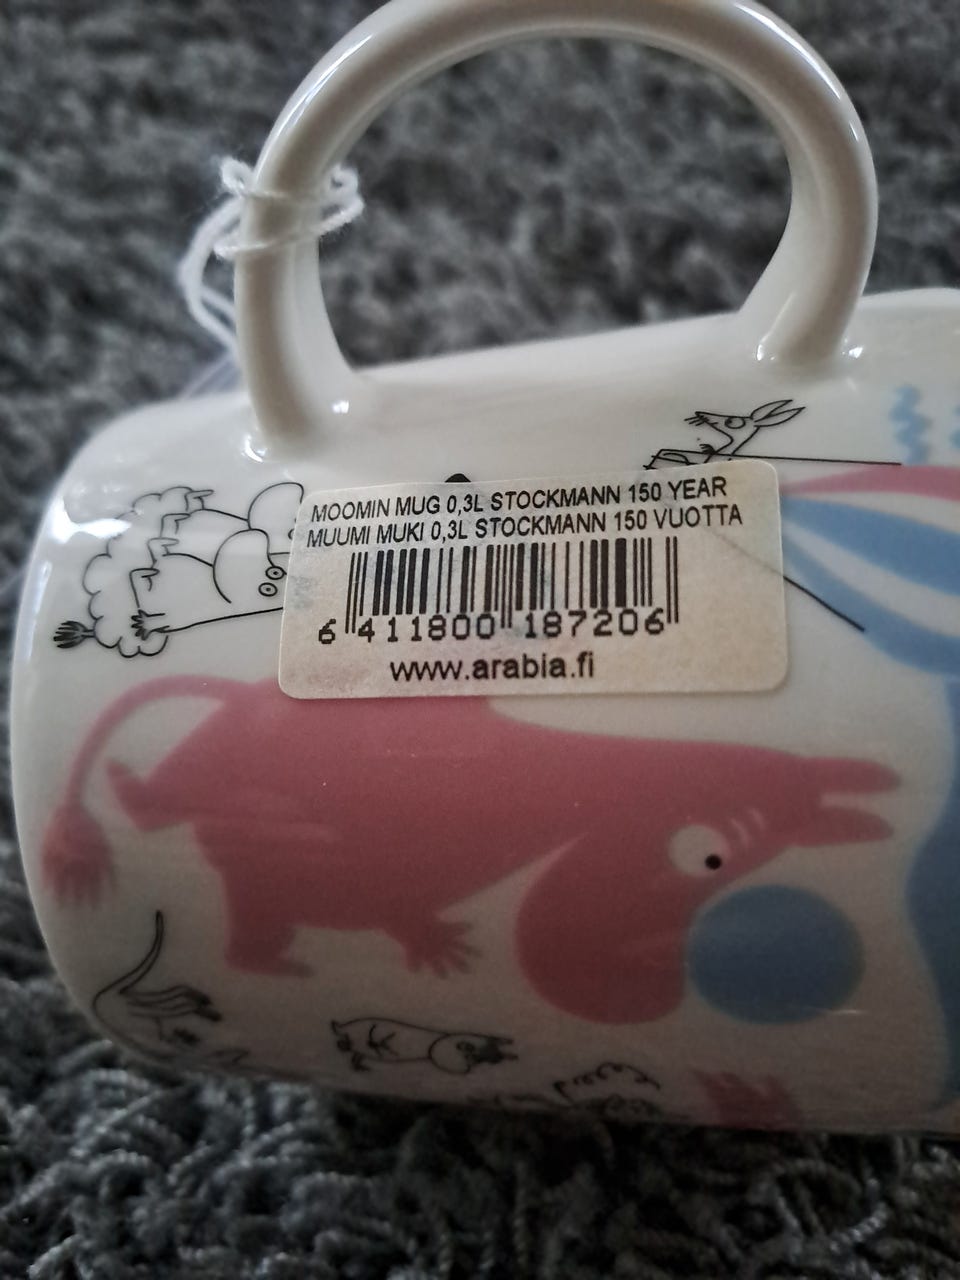 MOOMIN MUG 0,3L STOCKMANN 150 YEAR
MUUMI MUKI 0,3L STOCKMANN 150 VUOTTA
6 411800 187206
www.arabia.fi